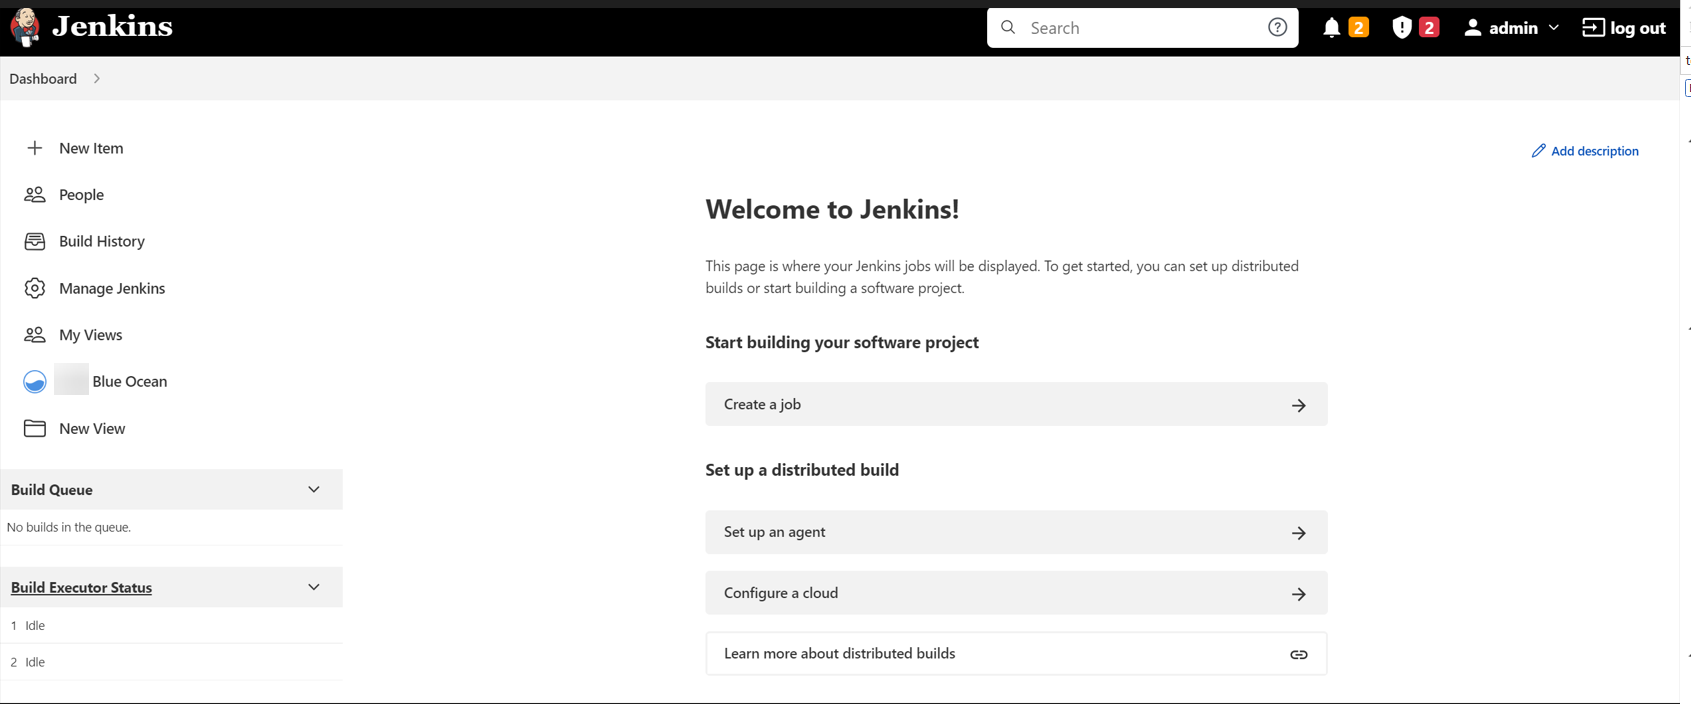 Jenkins
Search
2
2
admin
log out
Dashboard
New Item
People
Build History
Manage Jenkins
My Views
Blue Ocean
New View
Build Queue
No builds in the queue.
Build Executor Status
1 Idle
2 Idle
Add description
Welcome to Jenkins!
This page is where your Jenkins jobs will be displayed. To get started, you can set up distributed
builds or start building a software project.
Start building your software project
Create a job
Set up a distributed build
Set up an agent
Configure a cloud
Learn more about distributed builds